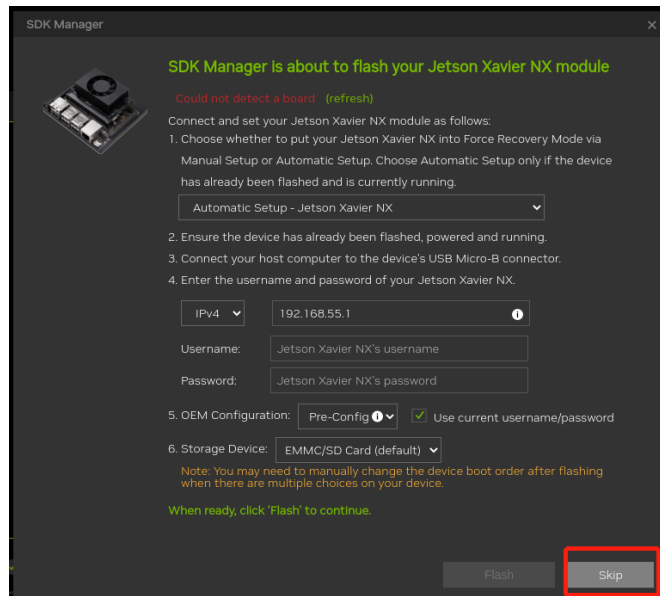 SDK Manager
SDK Manager is about to flash your Jetson Xavier NX module
Could not detect a board (refresh)
Connect and set your Jetson Xavier NX module as follows:
1. Choose whether to put your Jetson Xavier NX into Force Recovery Mode via
Manual Setup or Automatic Setup. Choose Automatic Setup only if the device
has already been flashed and is currently running.
Automatic Setup - Jetson Xavier NX
2. Ensure the device has already been flashed, powered and running.
3. Connect your host computer to the device's USB Micro-B connector.
4. Enter the username and password of your Jetson Xavier NX.
IPv4 192.168.55.1
Username: Jetson Xavier NX's username
Password: Jetson Xavier NX's password
5. OEM Configuration: Pre-Config Use current username/password
6. Storage Device: EMMC/SD Card (default)
Note: You may need to manually change the device boot order after flashing
when there are multiple choices on your device.
When ready, click 'Flash' to continue.
Flash Skip